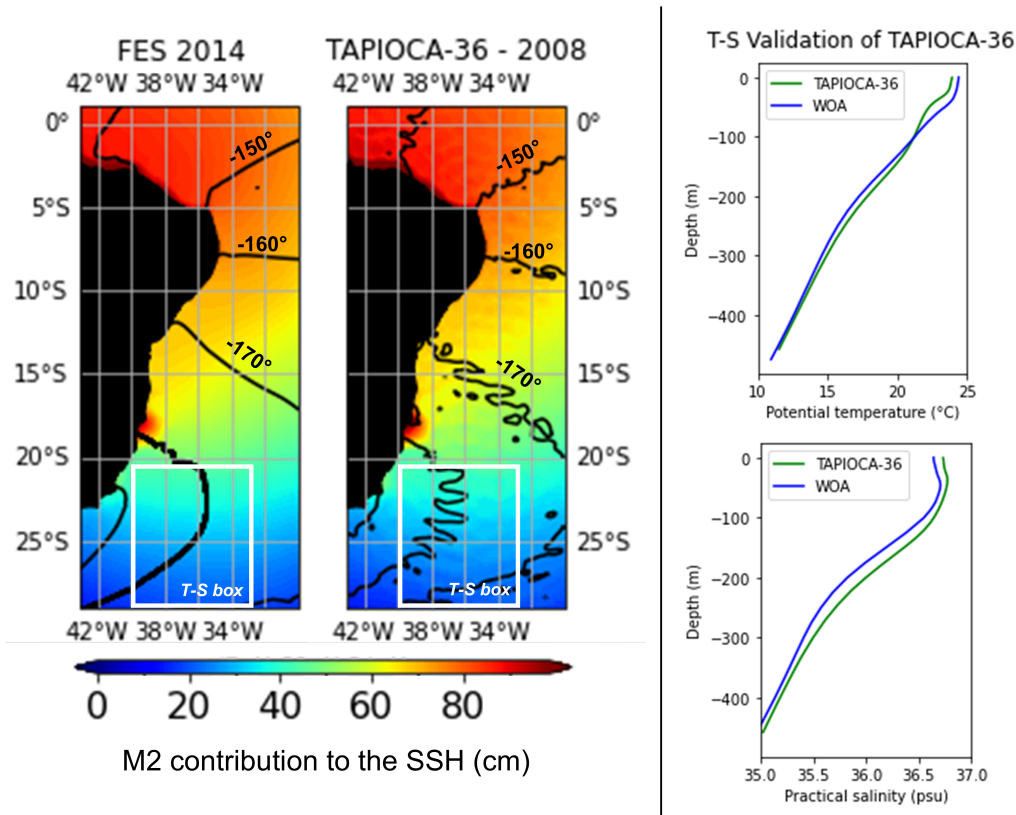 FES 2014
TAPIOCA-36 - 2008
42°W 38°W 34°W
42°W 38°W 34°W
0°
0°
-150°
-150°
5°S
5°S
-160°
-160°
10°S
10°S
-170°
-170°
15°S
15°S
20°S
20°S
25°S
25°S
T-S box
T-S box
42°W 38°W 34°W
42°W 38°W 34°W
0 20 40 60 80
M2 contribution to the SSH (cm)
T-S Validation of TAPIOCA-36
TAPIOCA-36
WOA
0
−100
−200
−300
−400
Depth (m)
10 15 20 25
Potential temperature (°C)
TAPIOCA-36
WOA
0
−100
−200
−300
−400
Depth (m)
35.0 35.5 36.0 36.5 37.0
Practical salinity (psu)